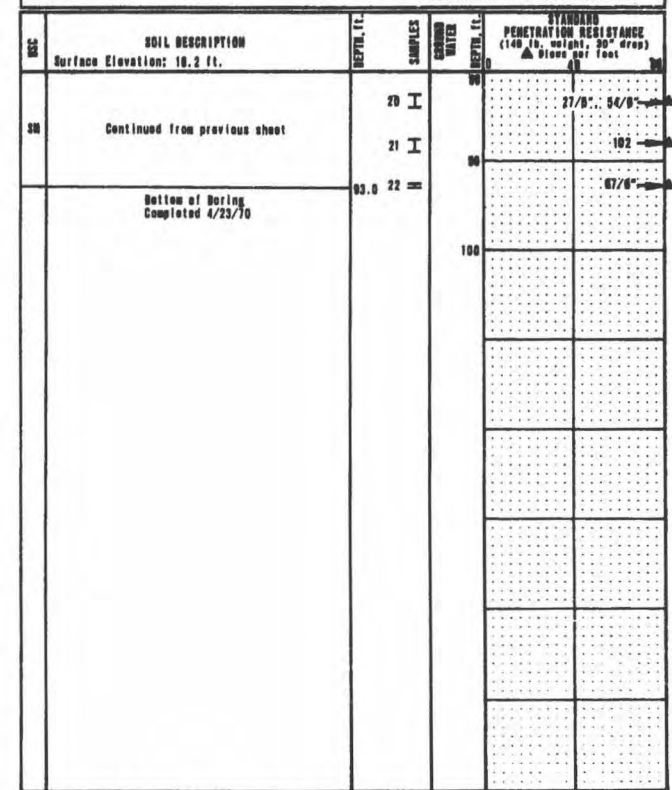 USC
SOIL DESCRIPTION
Surface Elevation: 16.2 ft.
DEPTH, ft.
SAMPLES
GROUND WATER
DEPTH, ft.
STANDARD
PENETRATION RESISTANCE
(140 lb. weight, 30" drop)
▲ Blows per foot
0 40
20
27/6", 54/6"
SM
Continued from previous sheet
21
102
90
93.0
22
67/6"
Bottom of Boring
Completed 4/23/70
100